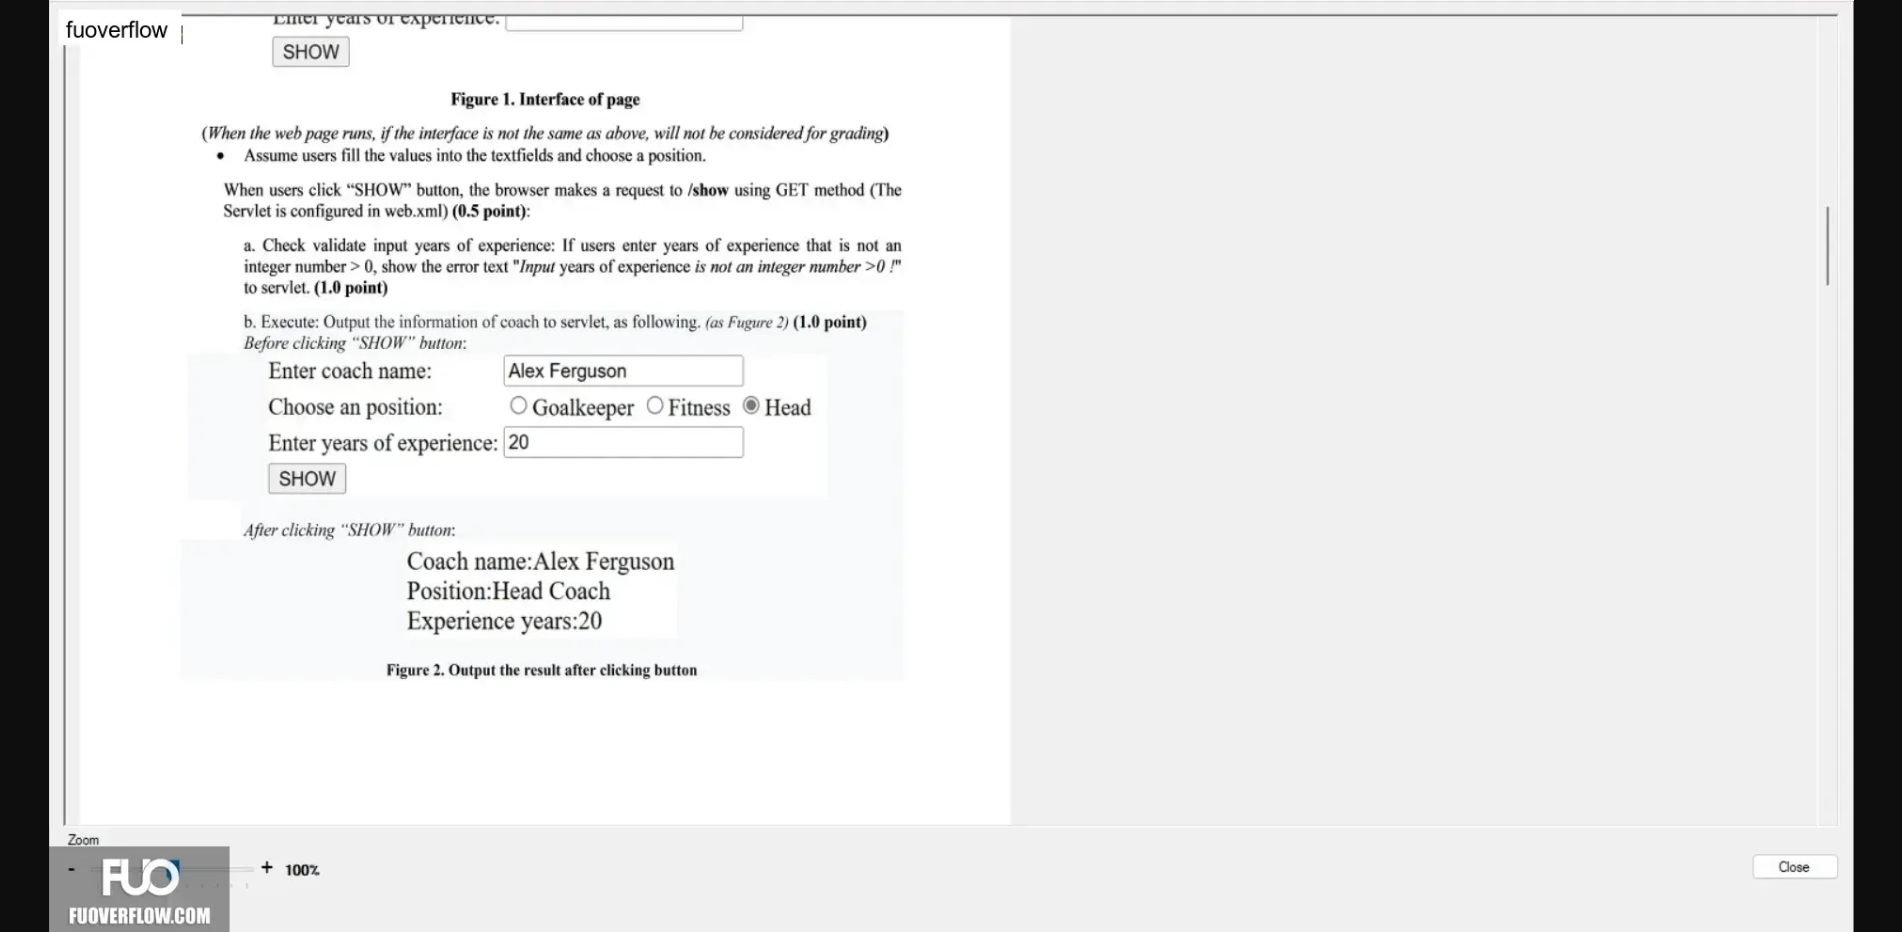 fuoverflow
Enter years of experience:
SHOW
Figure 1. Interface of page
(When the web page runs, if the interface is not the same as above, will not be considered for grading)
• Assume users fill the values into the textfields and choose a position.
When users click “SHOW” button, the browser makes a request to /show using GET method (The
Servlet is configured in web.xml) (0.5 point):
a. Check validate input years of experience: If users enter years of experience that is not an
integer number > 0, show the error text "Input years of experience is not an integer number >0 !"
to servlet. (1.0 point)
b. Execute: Output the information of coach to servlet, as following. (as Fugure 2) (1.0 point)
Before clicking “SHOW” button:
Enter coach name: Alex Ferguson
Choose an position: Goalkeeper Fitness Head
Enter years of experience: 20
SHOW
After clicking “SHOW” button:
Coach name:Alex Ferguson
Position:Head Coach
Experience years:20
Figure 2. Output the result after clicking button
Zoom
- + 100%
Close
FUO
FUOVERFLOW.COM